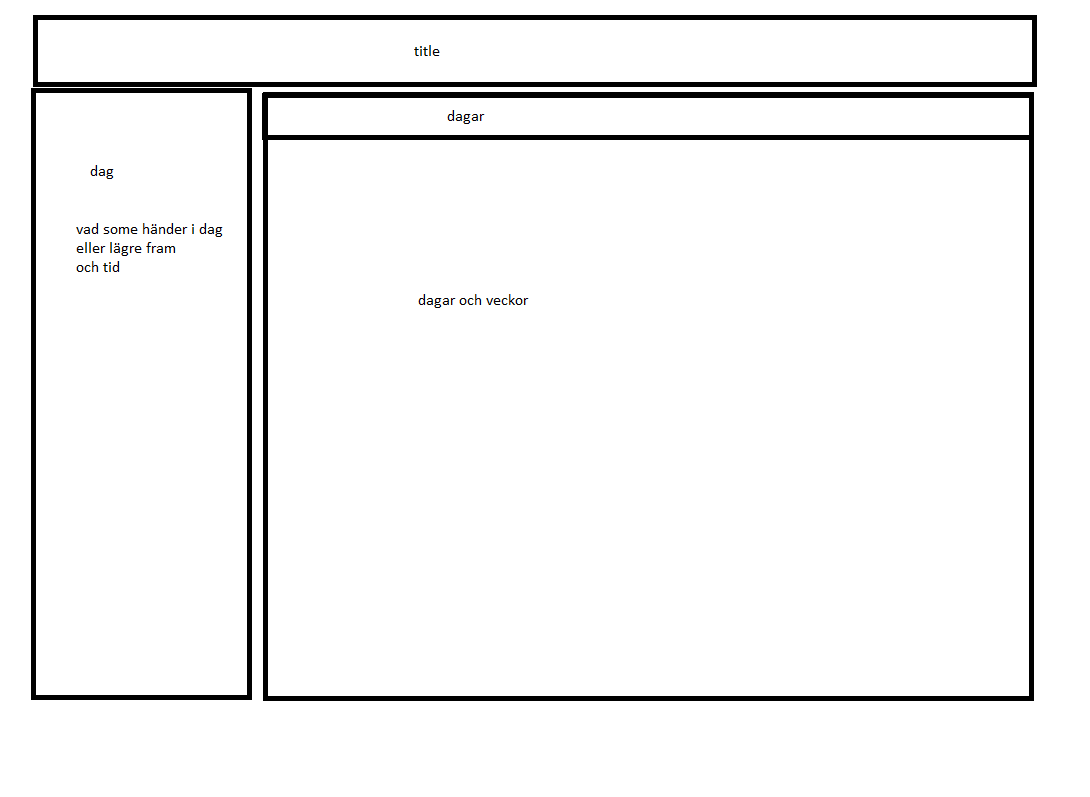 title
dagar
dag
vad some händer i dag
eller lägre fram
och tid
dagar och veckor